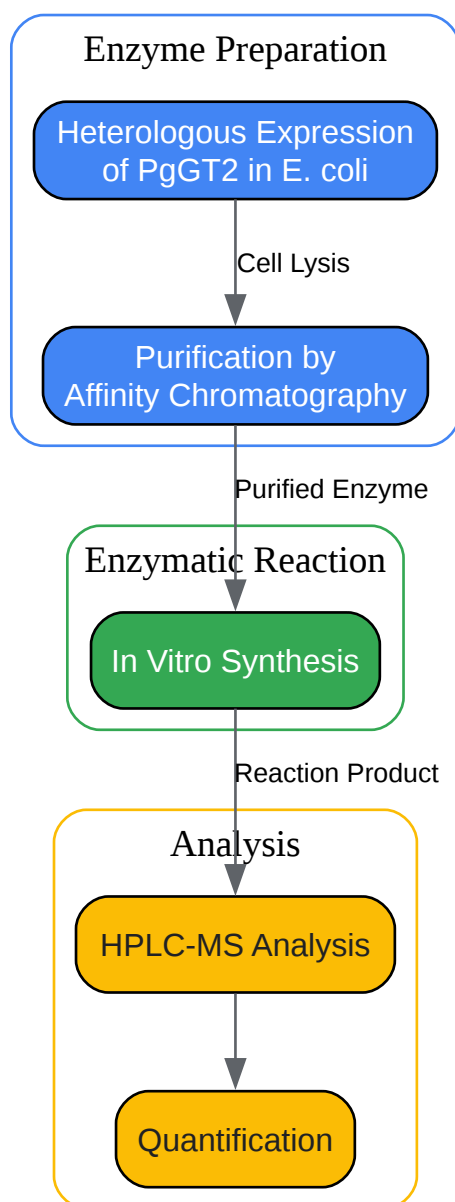 Enzyme Preparation
Heterologous Expression
of PgGT2 in E. coli
Cell Lysis
Purification by
Affinity Chromatography
Purified Enzyme
Enzymatic Reaction
In Vitro Synthesis
Reaction Product
Analysis
HPLC-MS Analysis
Quantification